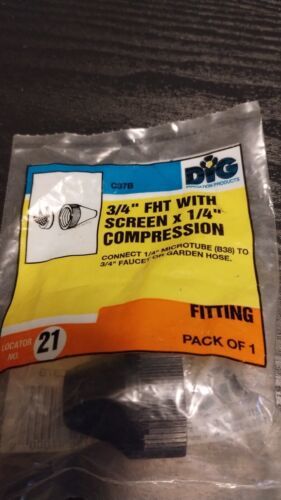 C37B
DIG
IRRIGATION PRODUCTS
3/4" FHT WITH
SCREEN x 1/4"
COMPRESSION
CONNECT 1/4" MICROTUBE (B38) TO
3/4" FAUCET OR GARDEN HOSE.
FITTING
LOCATOR
NO.
21
PACK OF 1